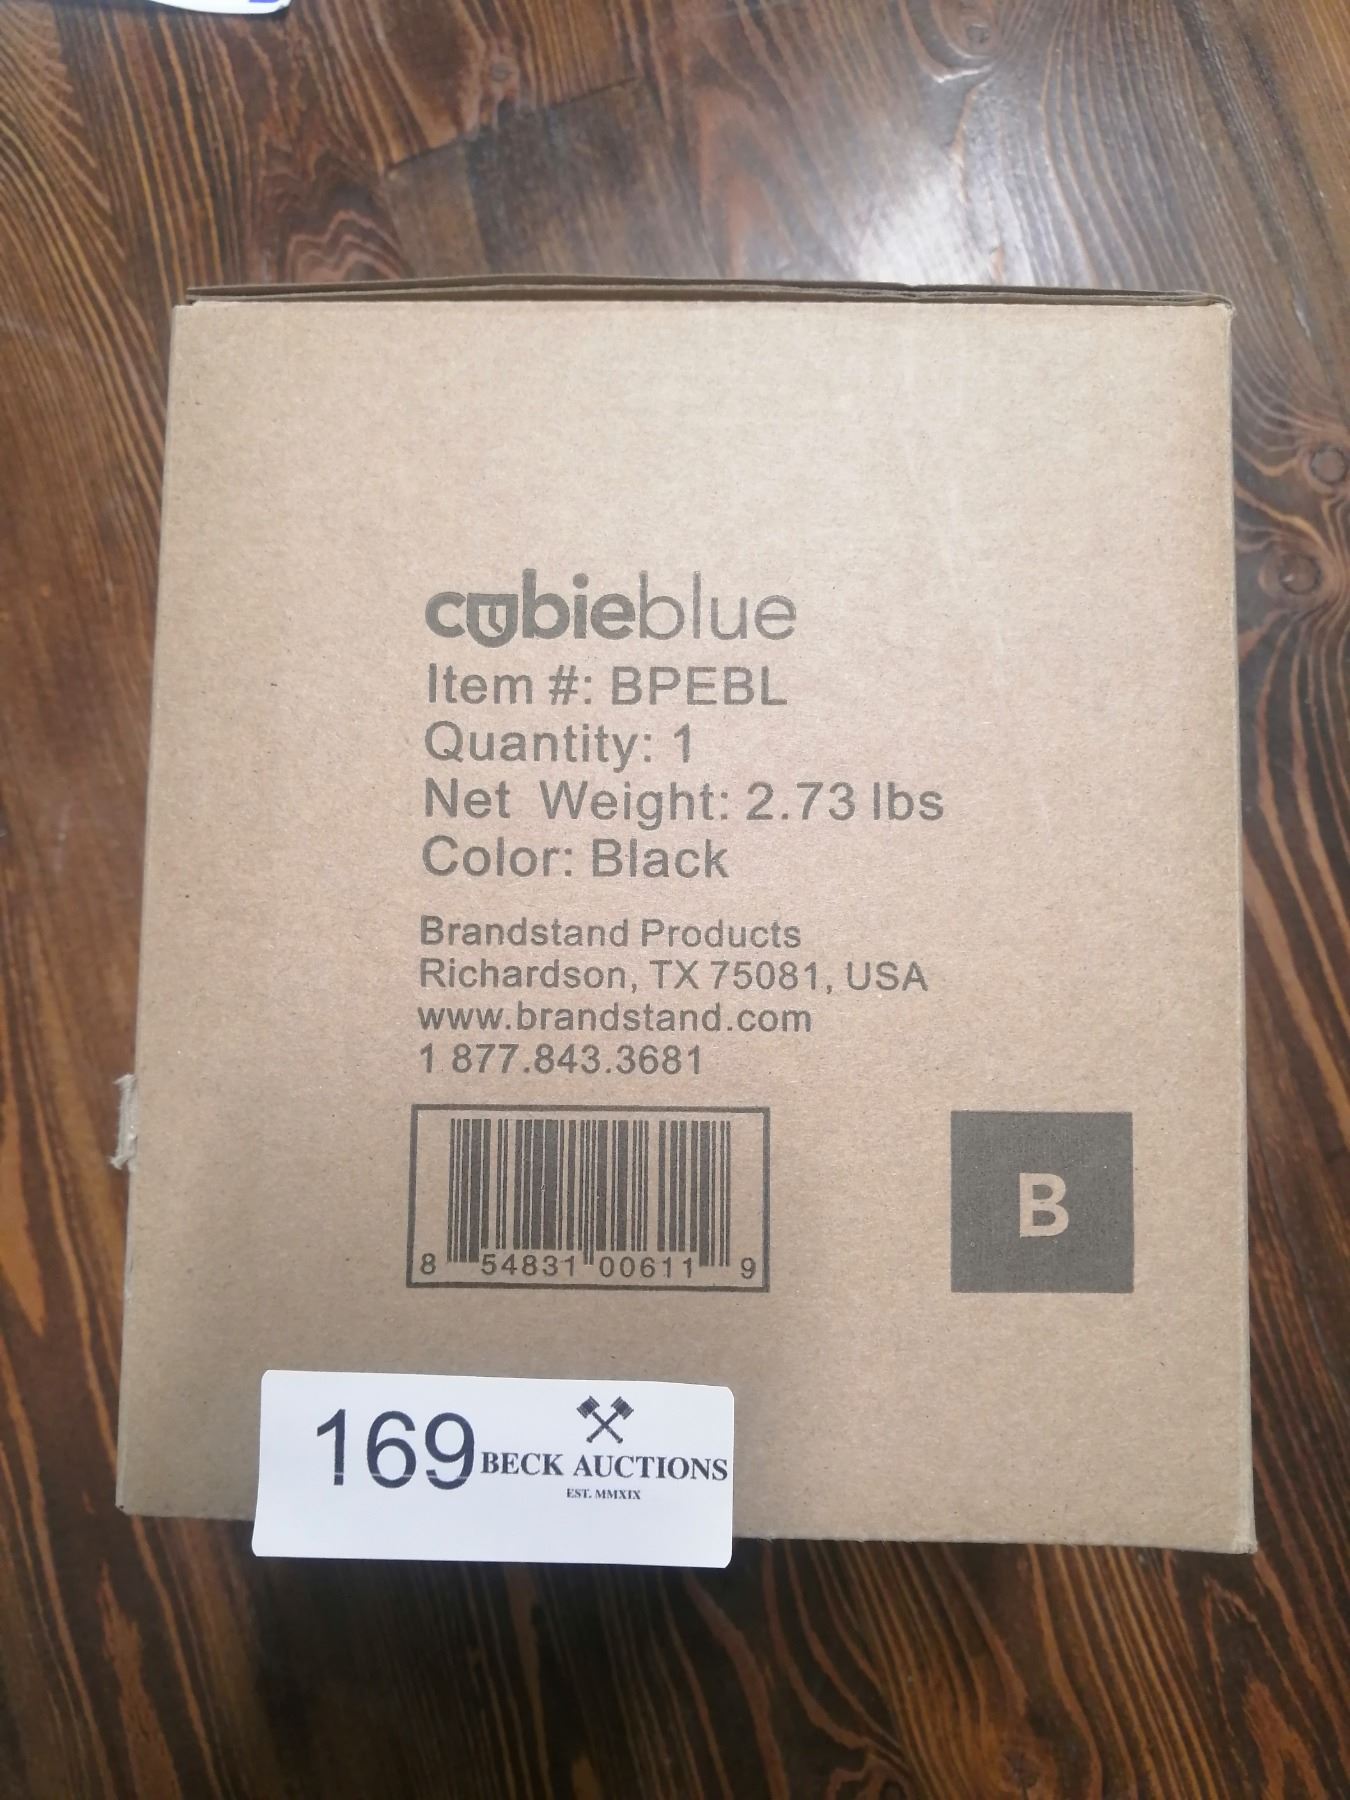 cubieblue
Item #: BPEBL
Quantity: 1
Net Weight: 2.73 lbs
Color: Black
Brandstand Products
Richardson, TX 75081, USA
www.brandstand.com
1 877.843.3681
8 54831 00611 9
B
169
BECK AUCTIONS
EST. MMXIX